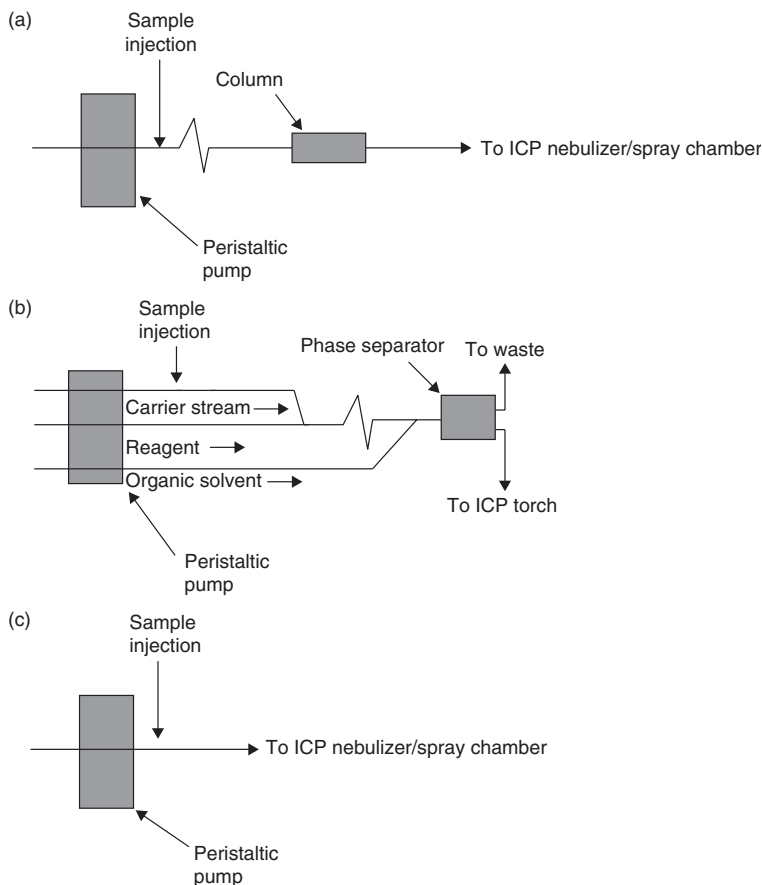 (a)
Sample
injection
Column
To ICP nebulizer/spray chamber
Peristaltic
pump
(b)
Sample
injection
Phase separator
To waste
Carrier stream
Reagent
Organic solvent
To ICP torch
Peristaltic
pump
(c)
Sample
injection
To ICP nebulizer/spray chamber
Peristaltic
pump